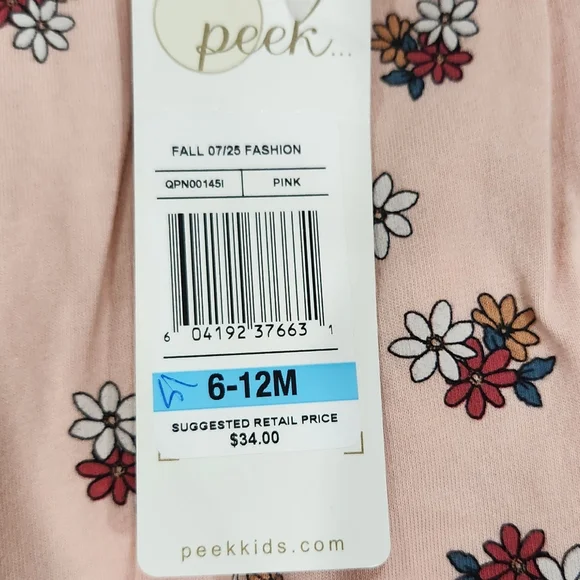 peek...
FALL 07/25 FASHION
QPN00145I PINK
6 04192 37663 1
6-12M
SUGGESTED RETAIL PRICE
$34.00
peekkids.com